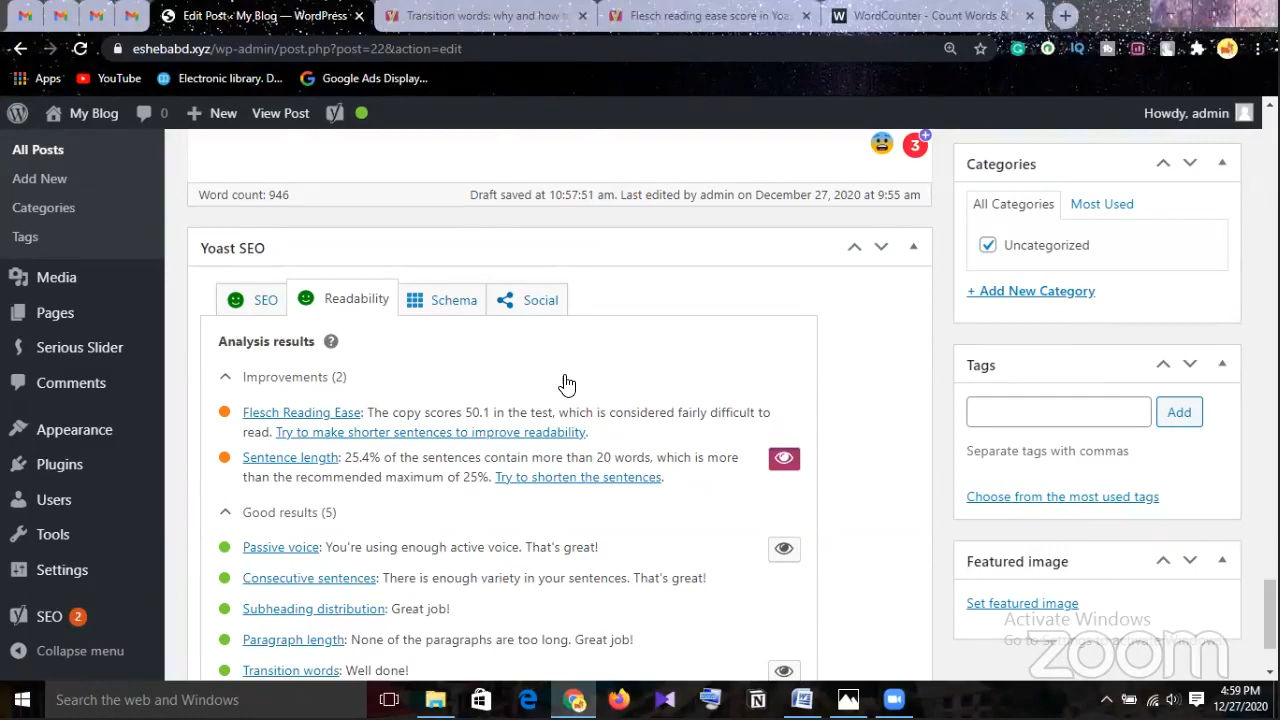 Edit Post ‹ My Blog — WordPress
Transition words: why and how t
Flesch reading ease score in Yoa
WordCounter - Count Words &
eshebabd.xyz/wp-admin/post.php?post=22&action=edit
Apps
YouTube
Electronic library. D...
Google Ads Display...
My Blog
0
New
View Post
Howdy, admin
All Posts
Add New
Categories
Tags
Media
Pages
Serious Slider
Comments
Appearance
Plugins
Users
Tools
Settings
SEO 2
Collapse menu
3
Word count: 946
Draft saved at 10:57:51 am. Last edited by admin on December 27, 2020 at 9:55 am
Yoast SEO
SEO
Readability
Schema
Social
Analysis results
Improvements (2)
Flesch Reading Ease: The copy scores 50.1 in the test, which is considered fairly difficult to
read. Try to make shorter sentences to improve readability.
Sentence length: 25.4% of the sentences contain more than 20 words, which is more
than the recommended maximum of 25%. Try to shorten the sentences.
Good results (5)
Passive voice: You're using enough active voice. That's great!
Consecutive sentences: There is enough variety in your sentences. That's great!
Subheading distribution: Great job!
Paragraph length: None of the paragraphs are too long. Great job!
Transition words: Well done!
Categories
All Categories
Most Used
Uncategorized
+ Add New Category
Tags
Add
Separate tags with commas
Choose from the most used tags
Featured image
Set featured image
Activate Windows
zoom
Search the web and Windows
4:59 PM
12/27/2020